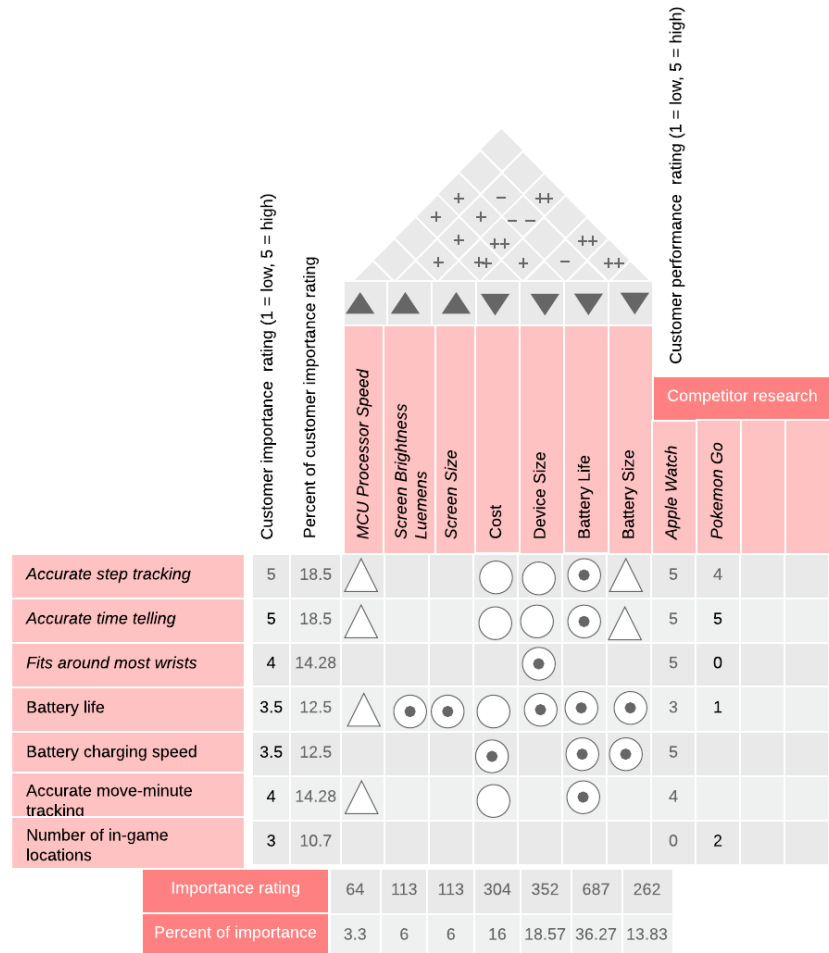 Customer performance rating (1 = low, 5 = high)
Customer importance rating (1 = low, 5 = high)
Percent of customer importance rating
+ − ++
+ + − −
+ ++ ++
+ ++ + − ++
MCU Processor Speed
Screen Brightness
Luemens
Screen Size
Cost
Device Size
Battery Life
Battery Size
Competitor research
Apple Watch
Pokemon Go
Accurate step tracking 5 18.5 5 4
Accurate time telling 5 18.5 5 5
Fits around most wrists 4 14.28 5 0
Battery life 3.5 12.5 3 1
Battery charging speed 3.5 12.5 5
Accurate move-minute
tracking 4 14.28 4
Number of in-game
locations 3 10.7 0 2
Importance rating 64 113 113 304 352 687 262
Percent of importance 3.3 6 6 16 18.57 36.27 13.83